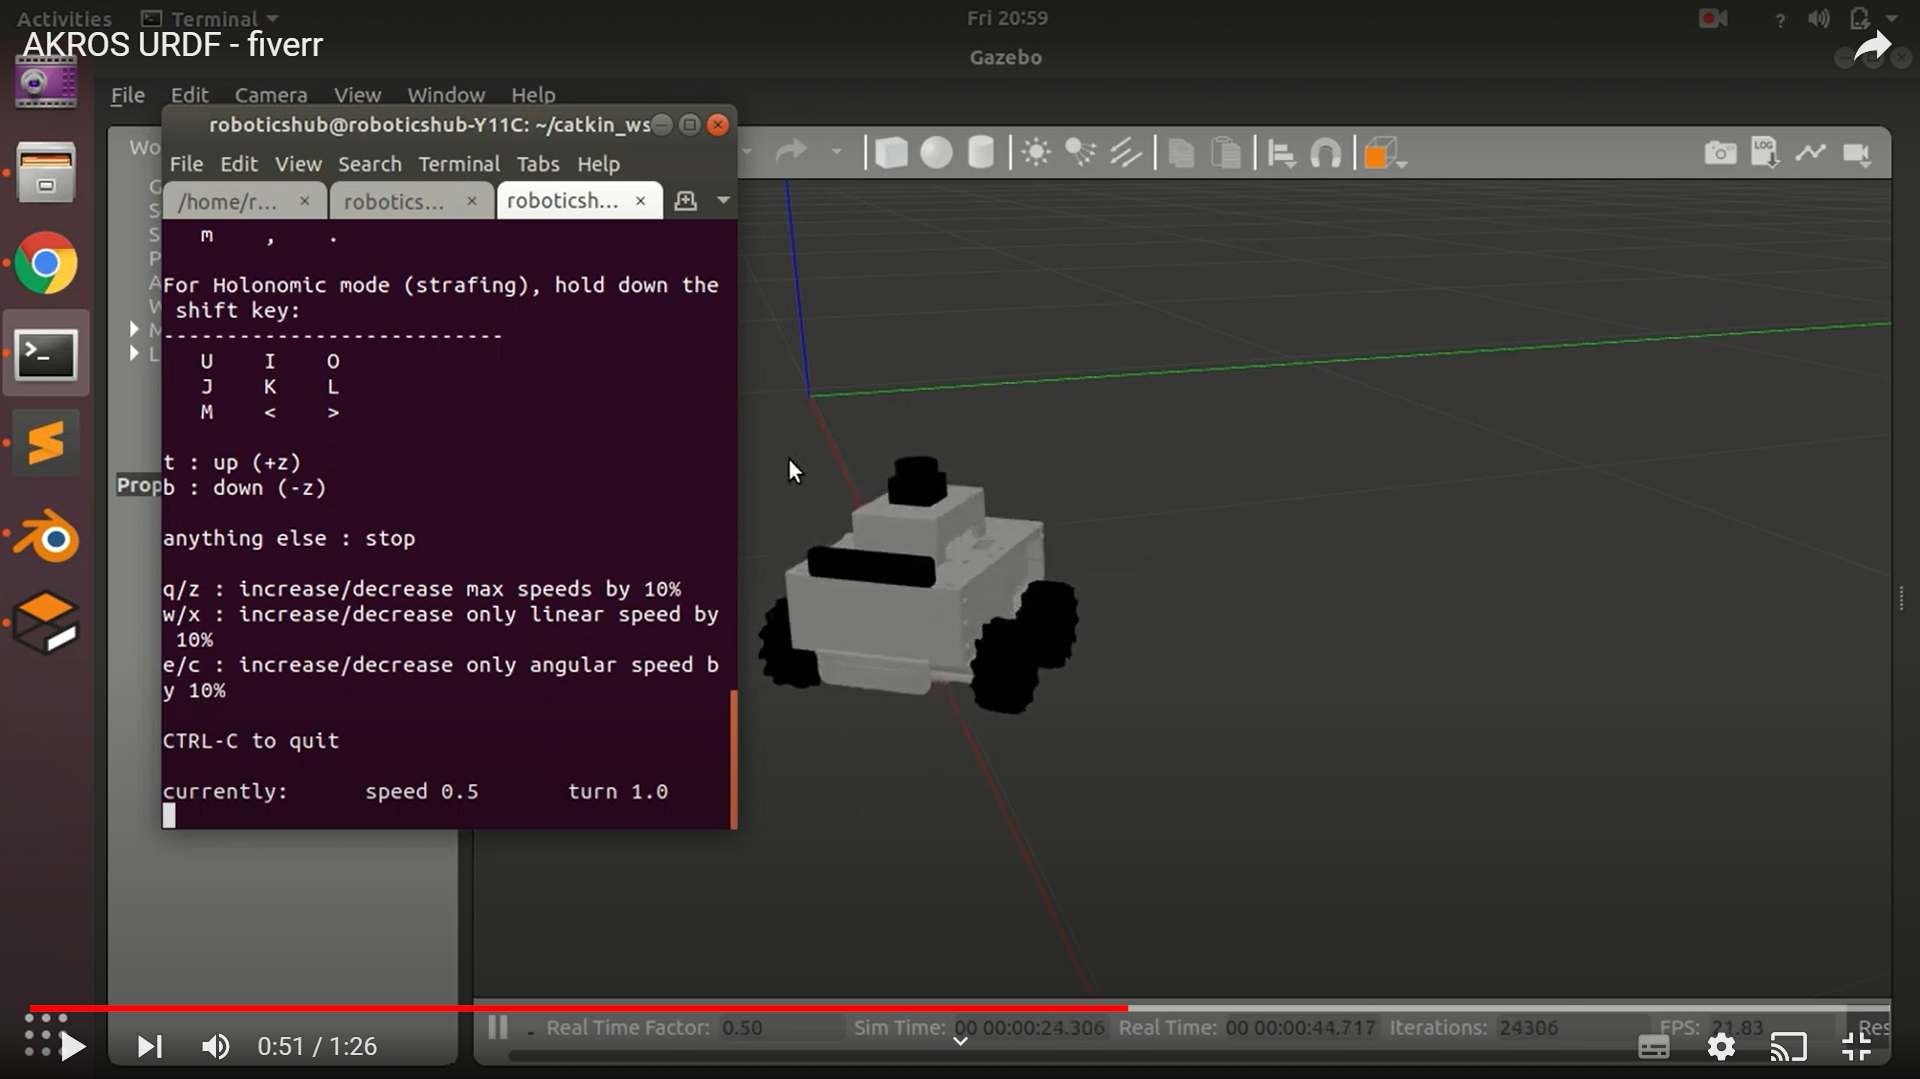 Activities
Terminal
Fri 20:59
AKROS URDF - fiverr
Gazebo
File Edit Camera View Window Help
roboticshub@roboticshub-Y11C: ~/catkin_ws
Wo
File Edit View Search Terminal Tabs Help
/home/r... × robotics... × roboticsh... ×
LOG
m , .
For Holonomic mode (strafing), hold down the
shift key:
---------------------------
U I O
J K L
M < >
t : up (+z)
Prop
b : down (-z)
anything else : stop
q/z : increase/decrease max speeds by 10%
w/x : increase/decrease only linear speed by
10%
e/c : increase/decrease only angular speed b
y 10%
CTRL-C to quit
currently: speed 0.5 turn 1.0
Real Time Factor: 0.50 Sim Time: 00 00:00:24.306 Real Time: 00 00:00:44.717 Iterations: 24306 FPS: 21.83 Res
0:51 / 1:26